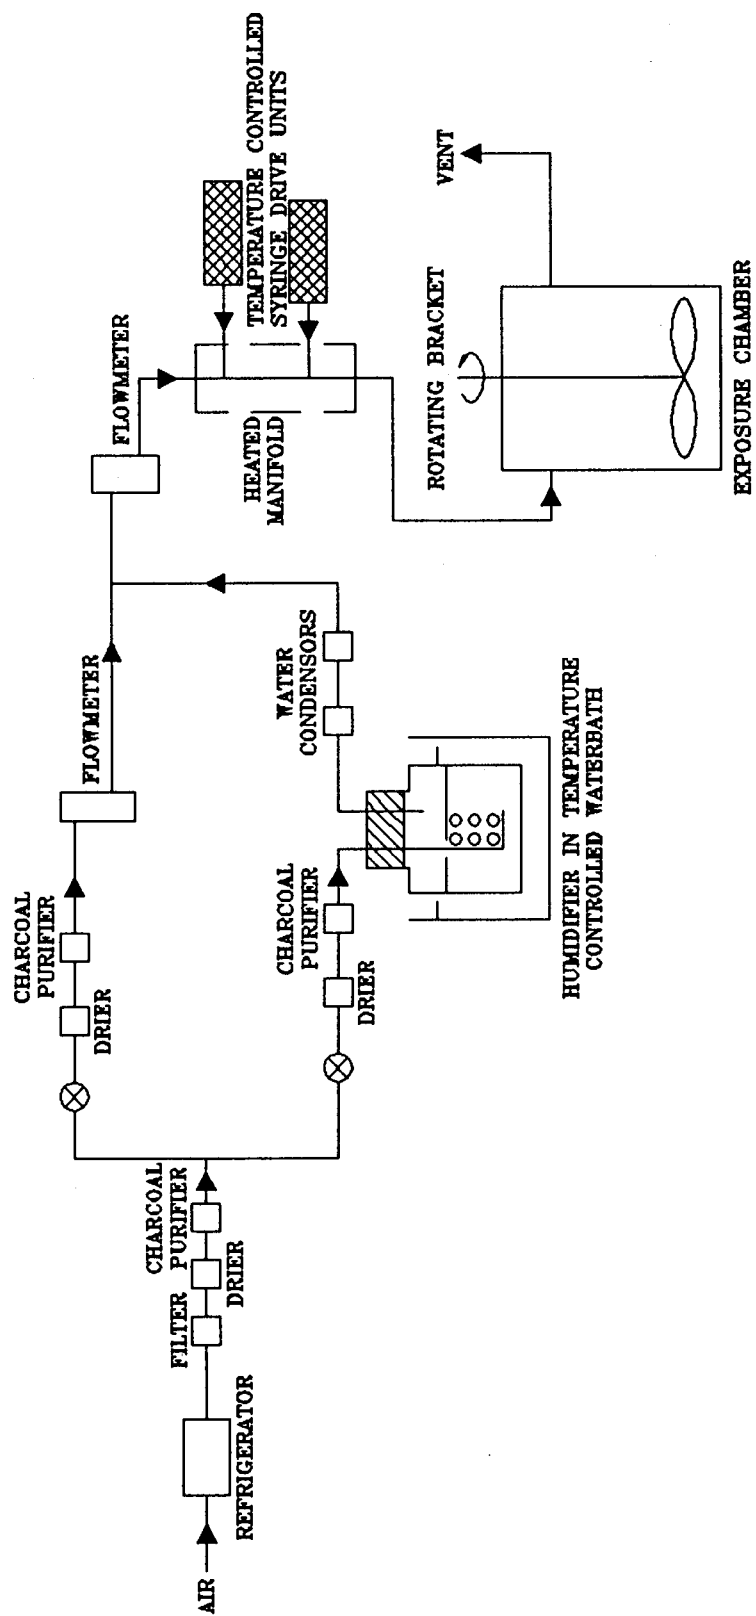 AIR
REFRIGERATOR
FILTER
DRIER
CHARCOAL
PURIFIER
CHARCOAL
PURIFIER
DRIER
FLOWMETER
CHARCOAL
PURIFIER
DRIER
HUMIDIFIER IN TEMPERATURE
CONTROLLED WATERBATH
WATER
CONDENSORS
FLOWMETER
HEATED
MANIFOLD
TEMPERATURE CONTROLLED
SYRINGE DRIVE UNITS
ROTATING BRACKET
VENT
EXPOSURE CHAMBER